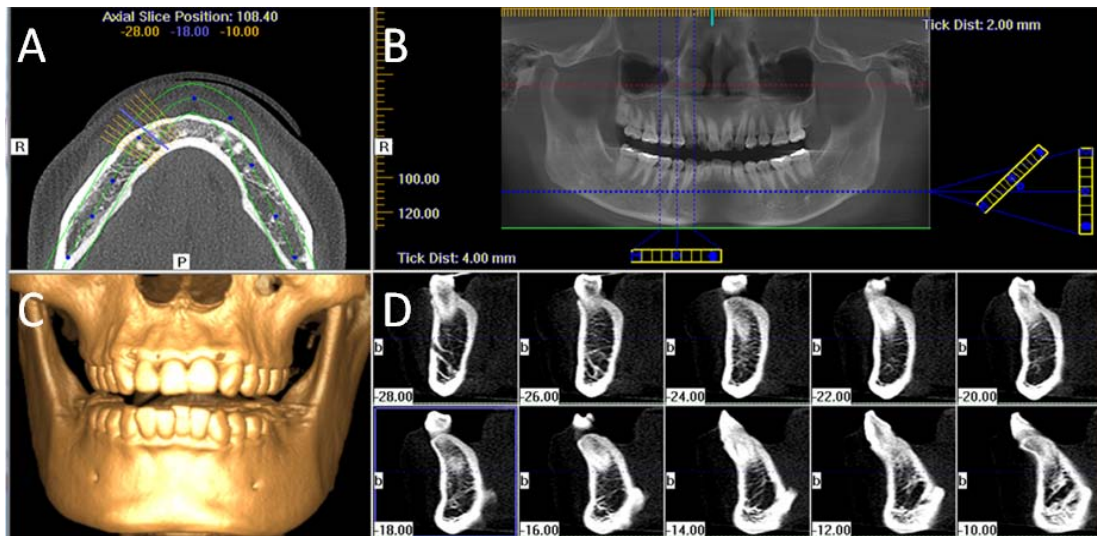 A
Axial Slice Position: 108.40
-28.00 -18.00 -10.00
R
P
B
Tick Dist: 2.00 mm
R
100.00
120.00
Tick Dist: 4.00 mm
C
D
b
b
b
b
b
-28.00
-26.00
-24.00
-22.00
-20.00
b
b
b
b
b
-18.00
-16.00
-14.00
-12.00
-10.00